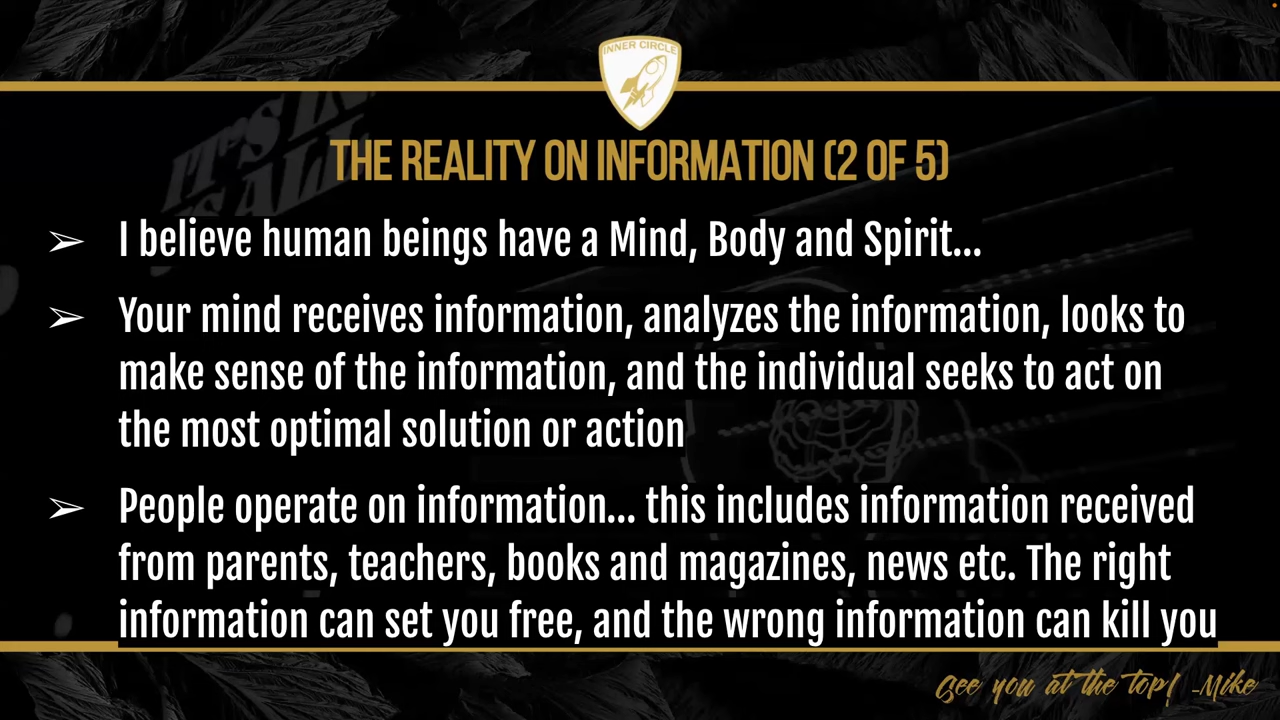 INNER CIRCLE
THE REALITY ON INFORMATION (2 OF 5)
➢ I believe human beings have a Mind, Body and Spirit...
➢ Your mind receives information, analyzes the information, looks to
make sense of the information, and the individual seeks to act on
the most optimal solution or action
➢ People operate on information... this includes information received
from parents, teachers, books and magazines, news etc. The right
information can set you free, and the wrong information can kill you
See you at the top! -Mike